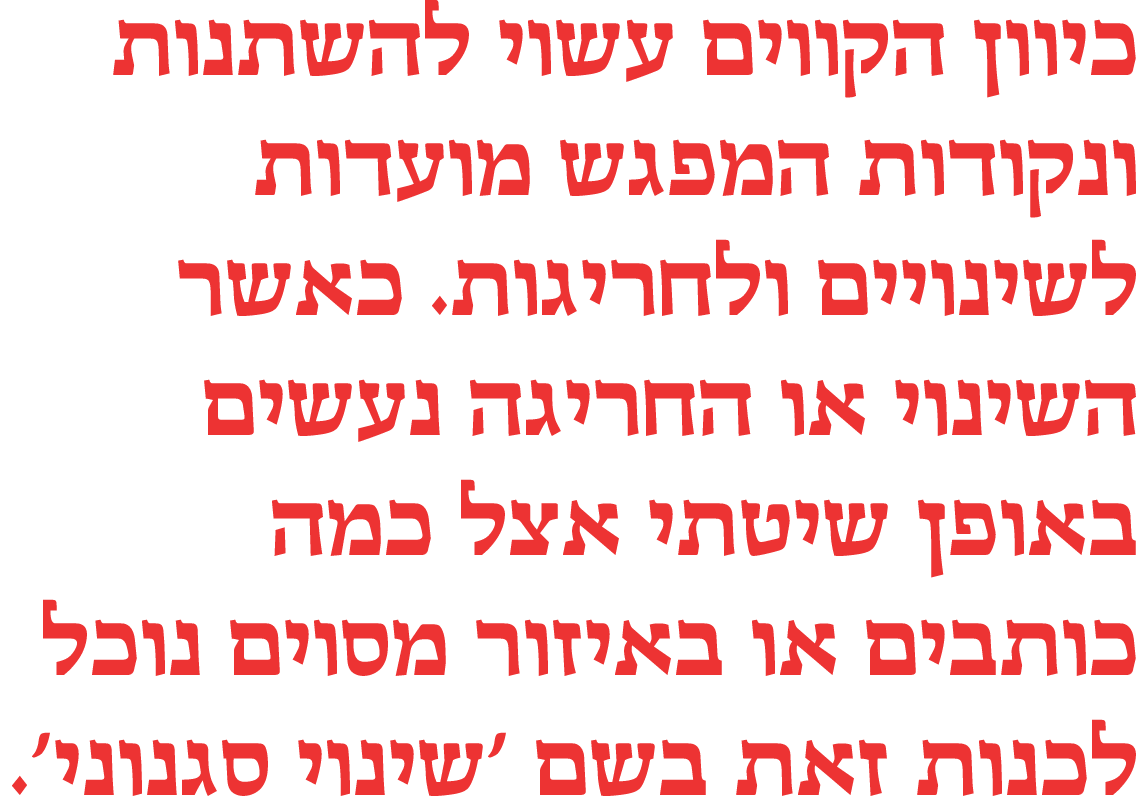 כיוון הקווים עשוי להשתנות
ונקודות המפגש מועדות
לשינויים ולחריגות. כאשר
השינוי או החריגה נעשים
באופן שיטתי אצל כמה
כותבים או באיזור מסוים נוכל
לכנות זאת בשם ׳שינוי סגנוני׳.